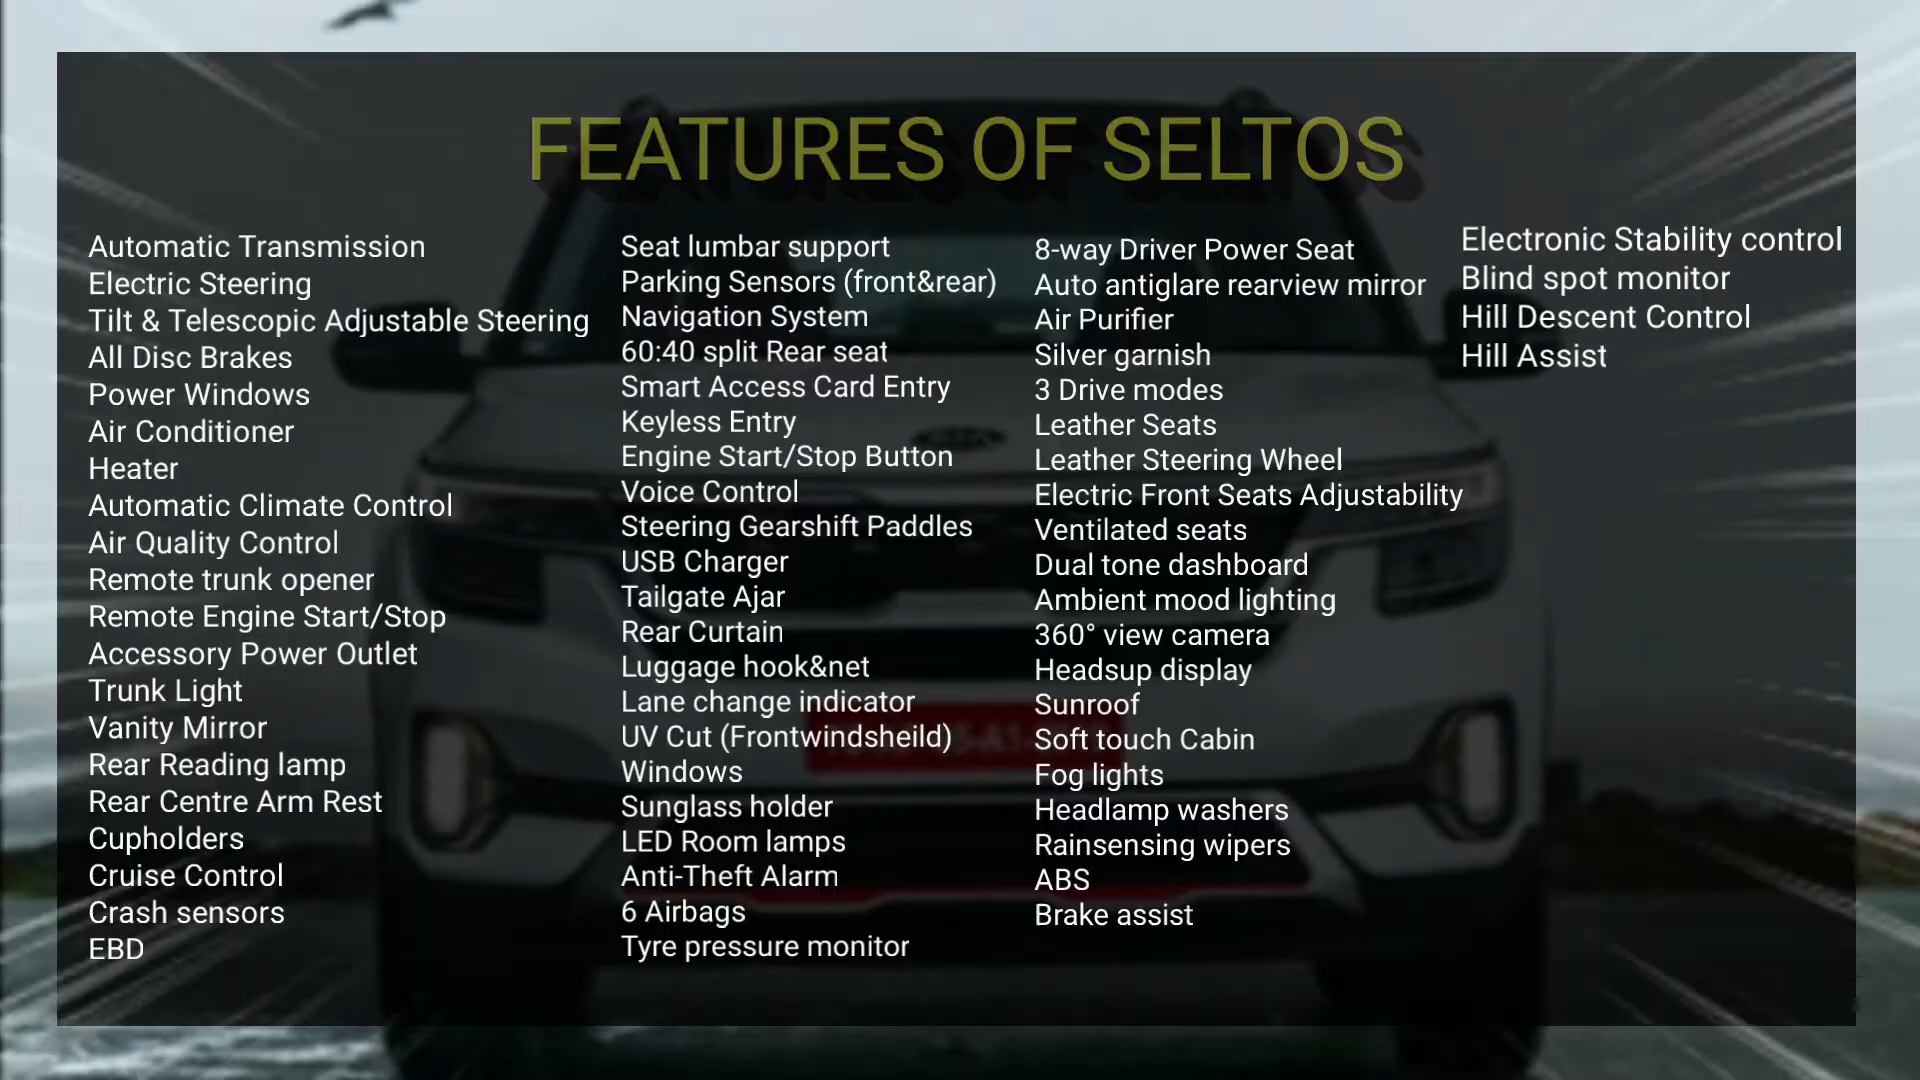 FEATURES OF SELTOS
Automatic Transmission
Electric Steering
Tilt & Telescopic Adjustable Steering
All Disc Brakes
Power Windows
Air Conditioner
Heater
Automatic Climate Control
Air Quality Control
Remote trunk opener
Remote Engine Start/Stop
Accessory Power Outlet
Trunk Light
Vanity Mirror
Rear Reading lamp
Rear Centre Arm Rest
Cupholders
Cruise Control
Crash sensors
EBD
Seat lumbar support
Parking Sensors (front&rear)
Navigation System
60:40 split Rear seat
Smart Access Card Entry
Keyless Entry
Engine Start/Stop Button
Voice Control
Steering Gearshift Paddles
USB Charger
Tailgate Ajar
Rear Curtain
Luggage hook&net
Lane change indicator
UV Cut (Frontwindsheild)
Windows
Sunglass holder
LED Room lamps
Anti-Theft Alarm
6 Airbags
Tyre pressure monitor
8-way Driver Power Seat
Auto antiglare rearview mirror
Air Purifier
Silver garnish
3 Drive modes
Leather Seats
Leather Steering Wheel
Electric Front Seats Adjustability
Ventilated seats
Dual tone dashboard
Ambient mood lighting
360° view camera
Headsup display
Sunroof
Soft touch Cabin
Fog lights
Headlamp washers
Rainsensing wipers
ABS
Brake assist
Electronic Stability control
Blind spot monitor
Hill Descent Control
Hill Assist